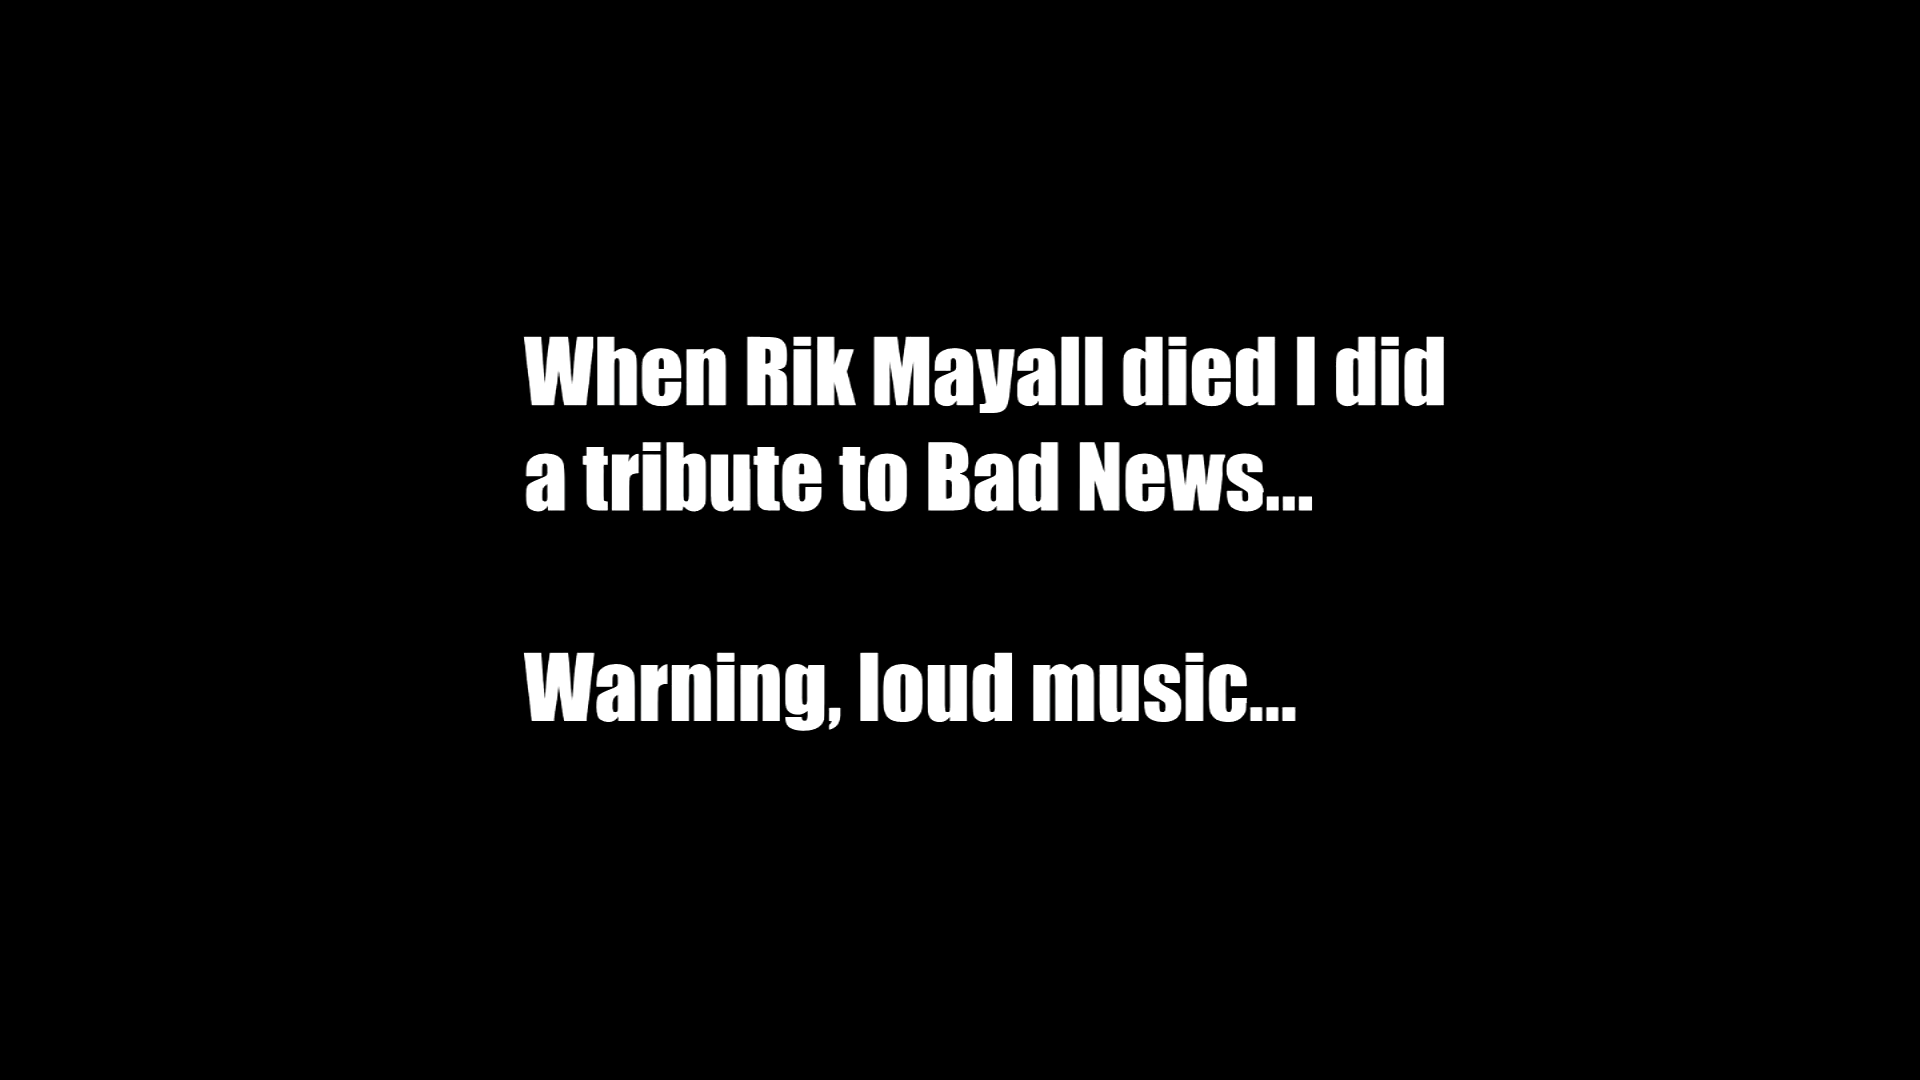 When Rik Mayall died I did
a tribute to Bad News...
Warning, loud music...